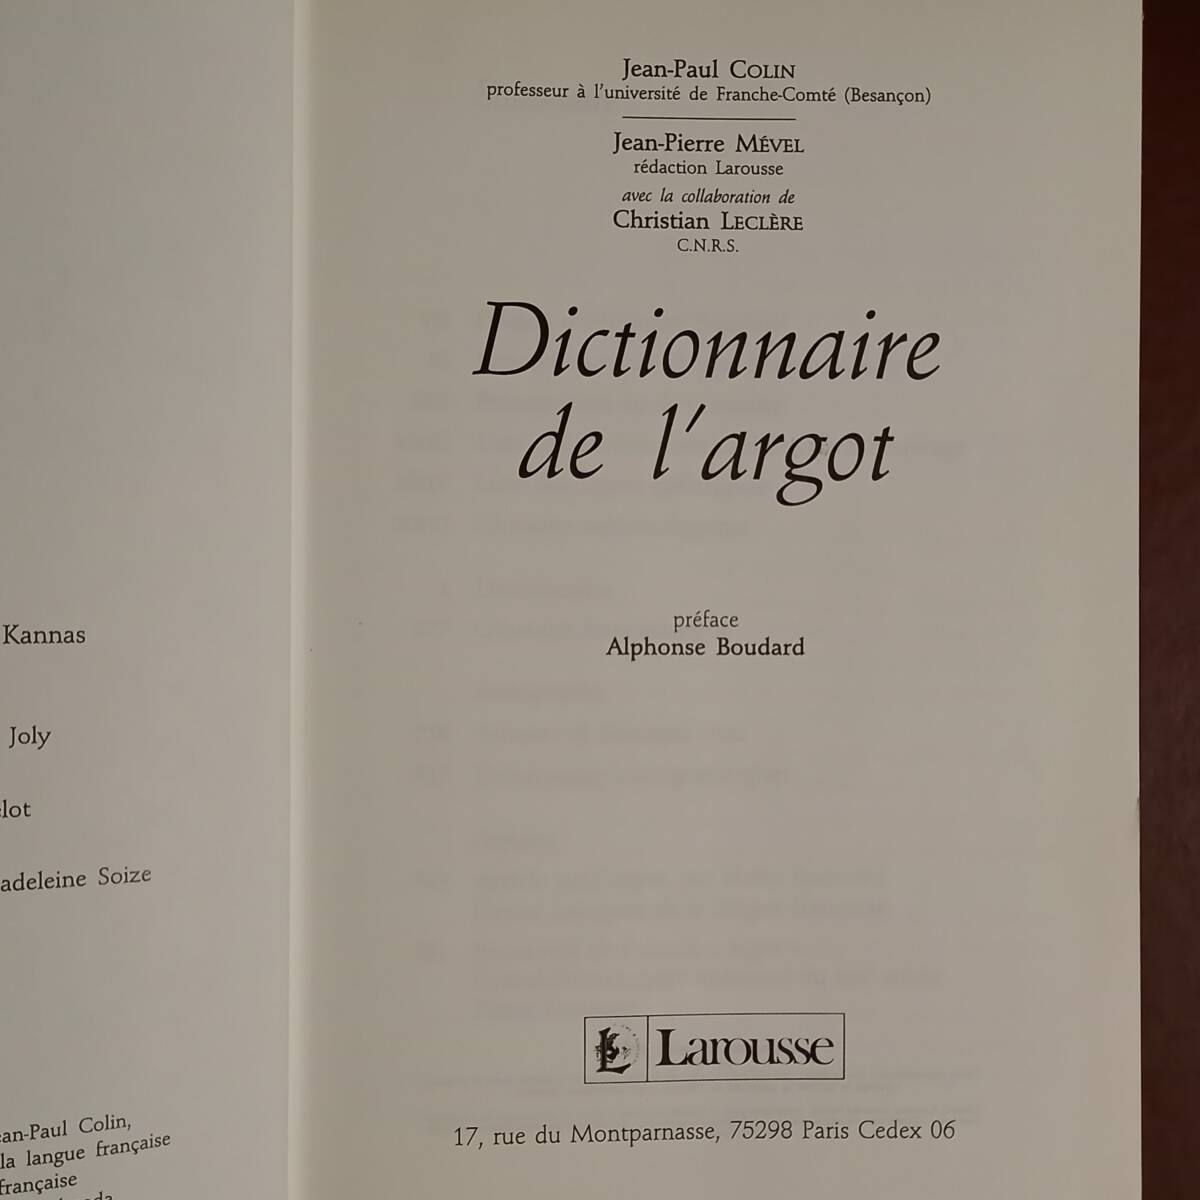 Kannas
Joly
adeleine Soize
an-Paul Colin,
la langue française
française
Jean-Paul COLIN
professeur à l'université de Franche-Comté (Besançon)
Jean-Pierre MÉVEL
rédaction Larousse
avec la collaboration de
Christian LECLÈRE
C.N.R.S.
Dictionnaire
de l'argot
préface
Alphonse Boudard
L Larousse
17, rue du Montparnasse, 75298 Paris Cedex 06